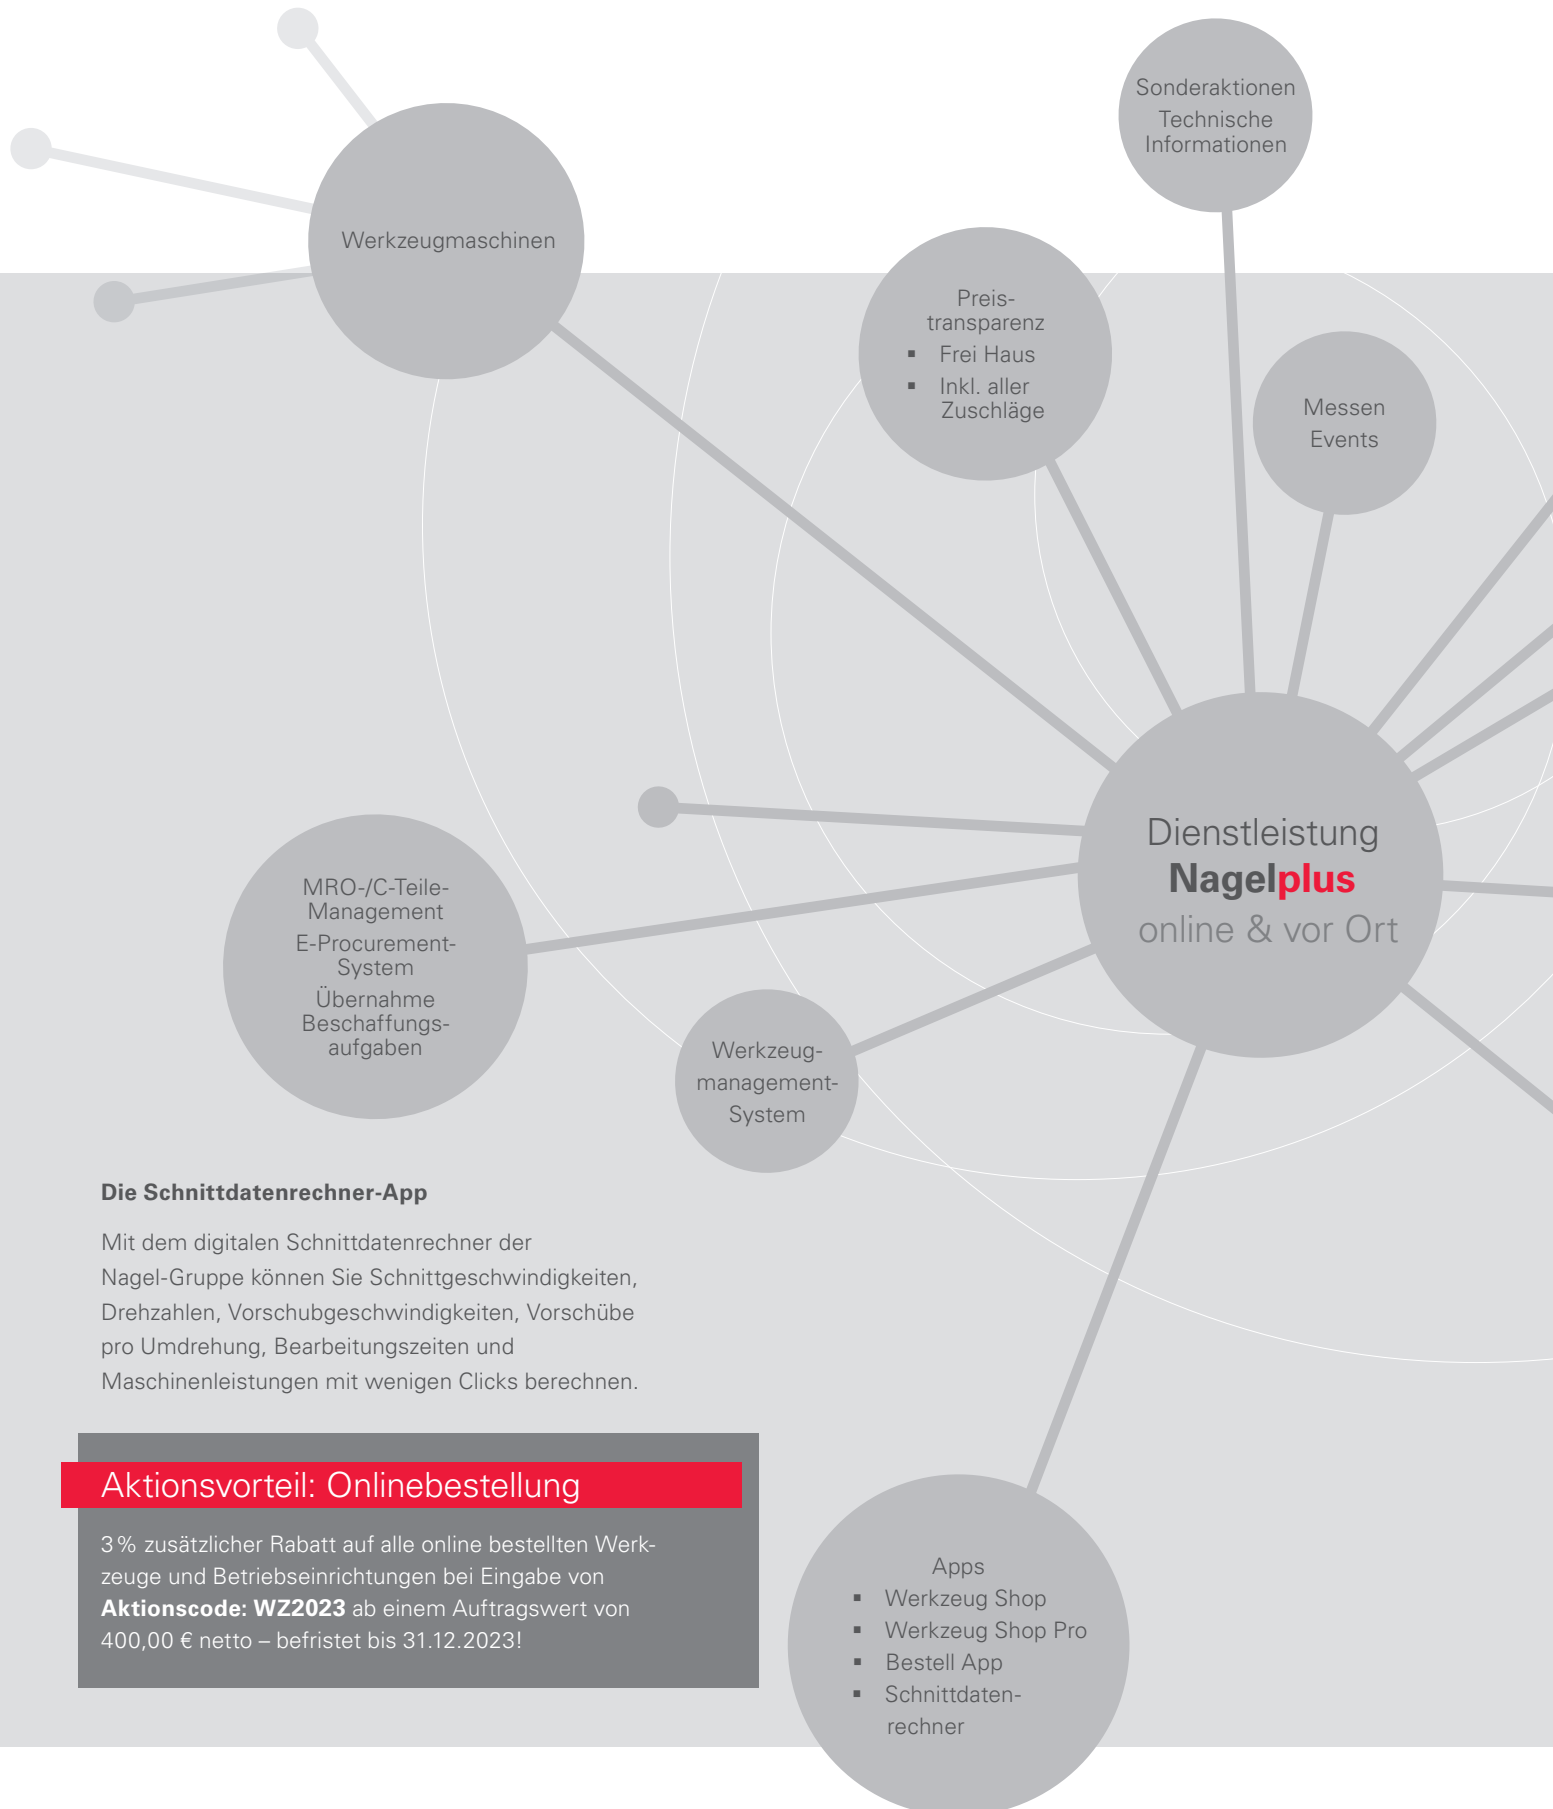 Sonderaktionen
Technische
Informationen
Werkzeugmaschinen
Preis-
transparenz
▪ Frei Haus
▪ Inkl. aller
Zuschläge
Messen
Events
Dienstleistung
Nagelplus
online & vor Ort
MRO-/C-Teile-
Management
E-Procurement-
System
Übernahme
Beschaffungs-
aufgaben
Werkzeug-
management-
System
Die Schnittdatenrechner-App
Mit dem digitalen Schnittdatenrechner der
Nagel-Gruppe können Sie Schnittgeschwindigkeiten,
Drehzahlen, Vorschubgeschwindigkeiten, Vorschübe
pro Umdrehung, Bearbeitungszeiten und
Maschinenleistungen mit wenigen Clicks berechnen.
Aktionsvorteil: Onlinebestellung
3 % zusätzlicher Rabatt auf alle online bestellten Werk-
zeuge und Betriebseinrichtungen bei Eingabe von
Aktionscode: WZ2023 ab einem Auftragswert von
400,00 € netto – befristet bis 31.12.2023!
Apps
▪ Werkzeug Shop
▪ Werkzeug Shop Pro
▪ Bestell App
▪ Schnittdaten-
rechner